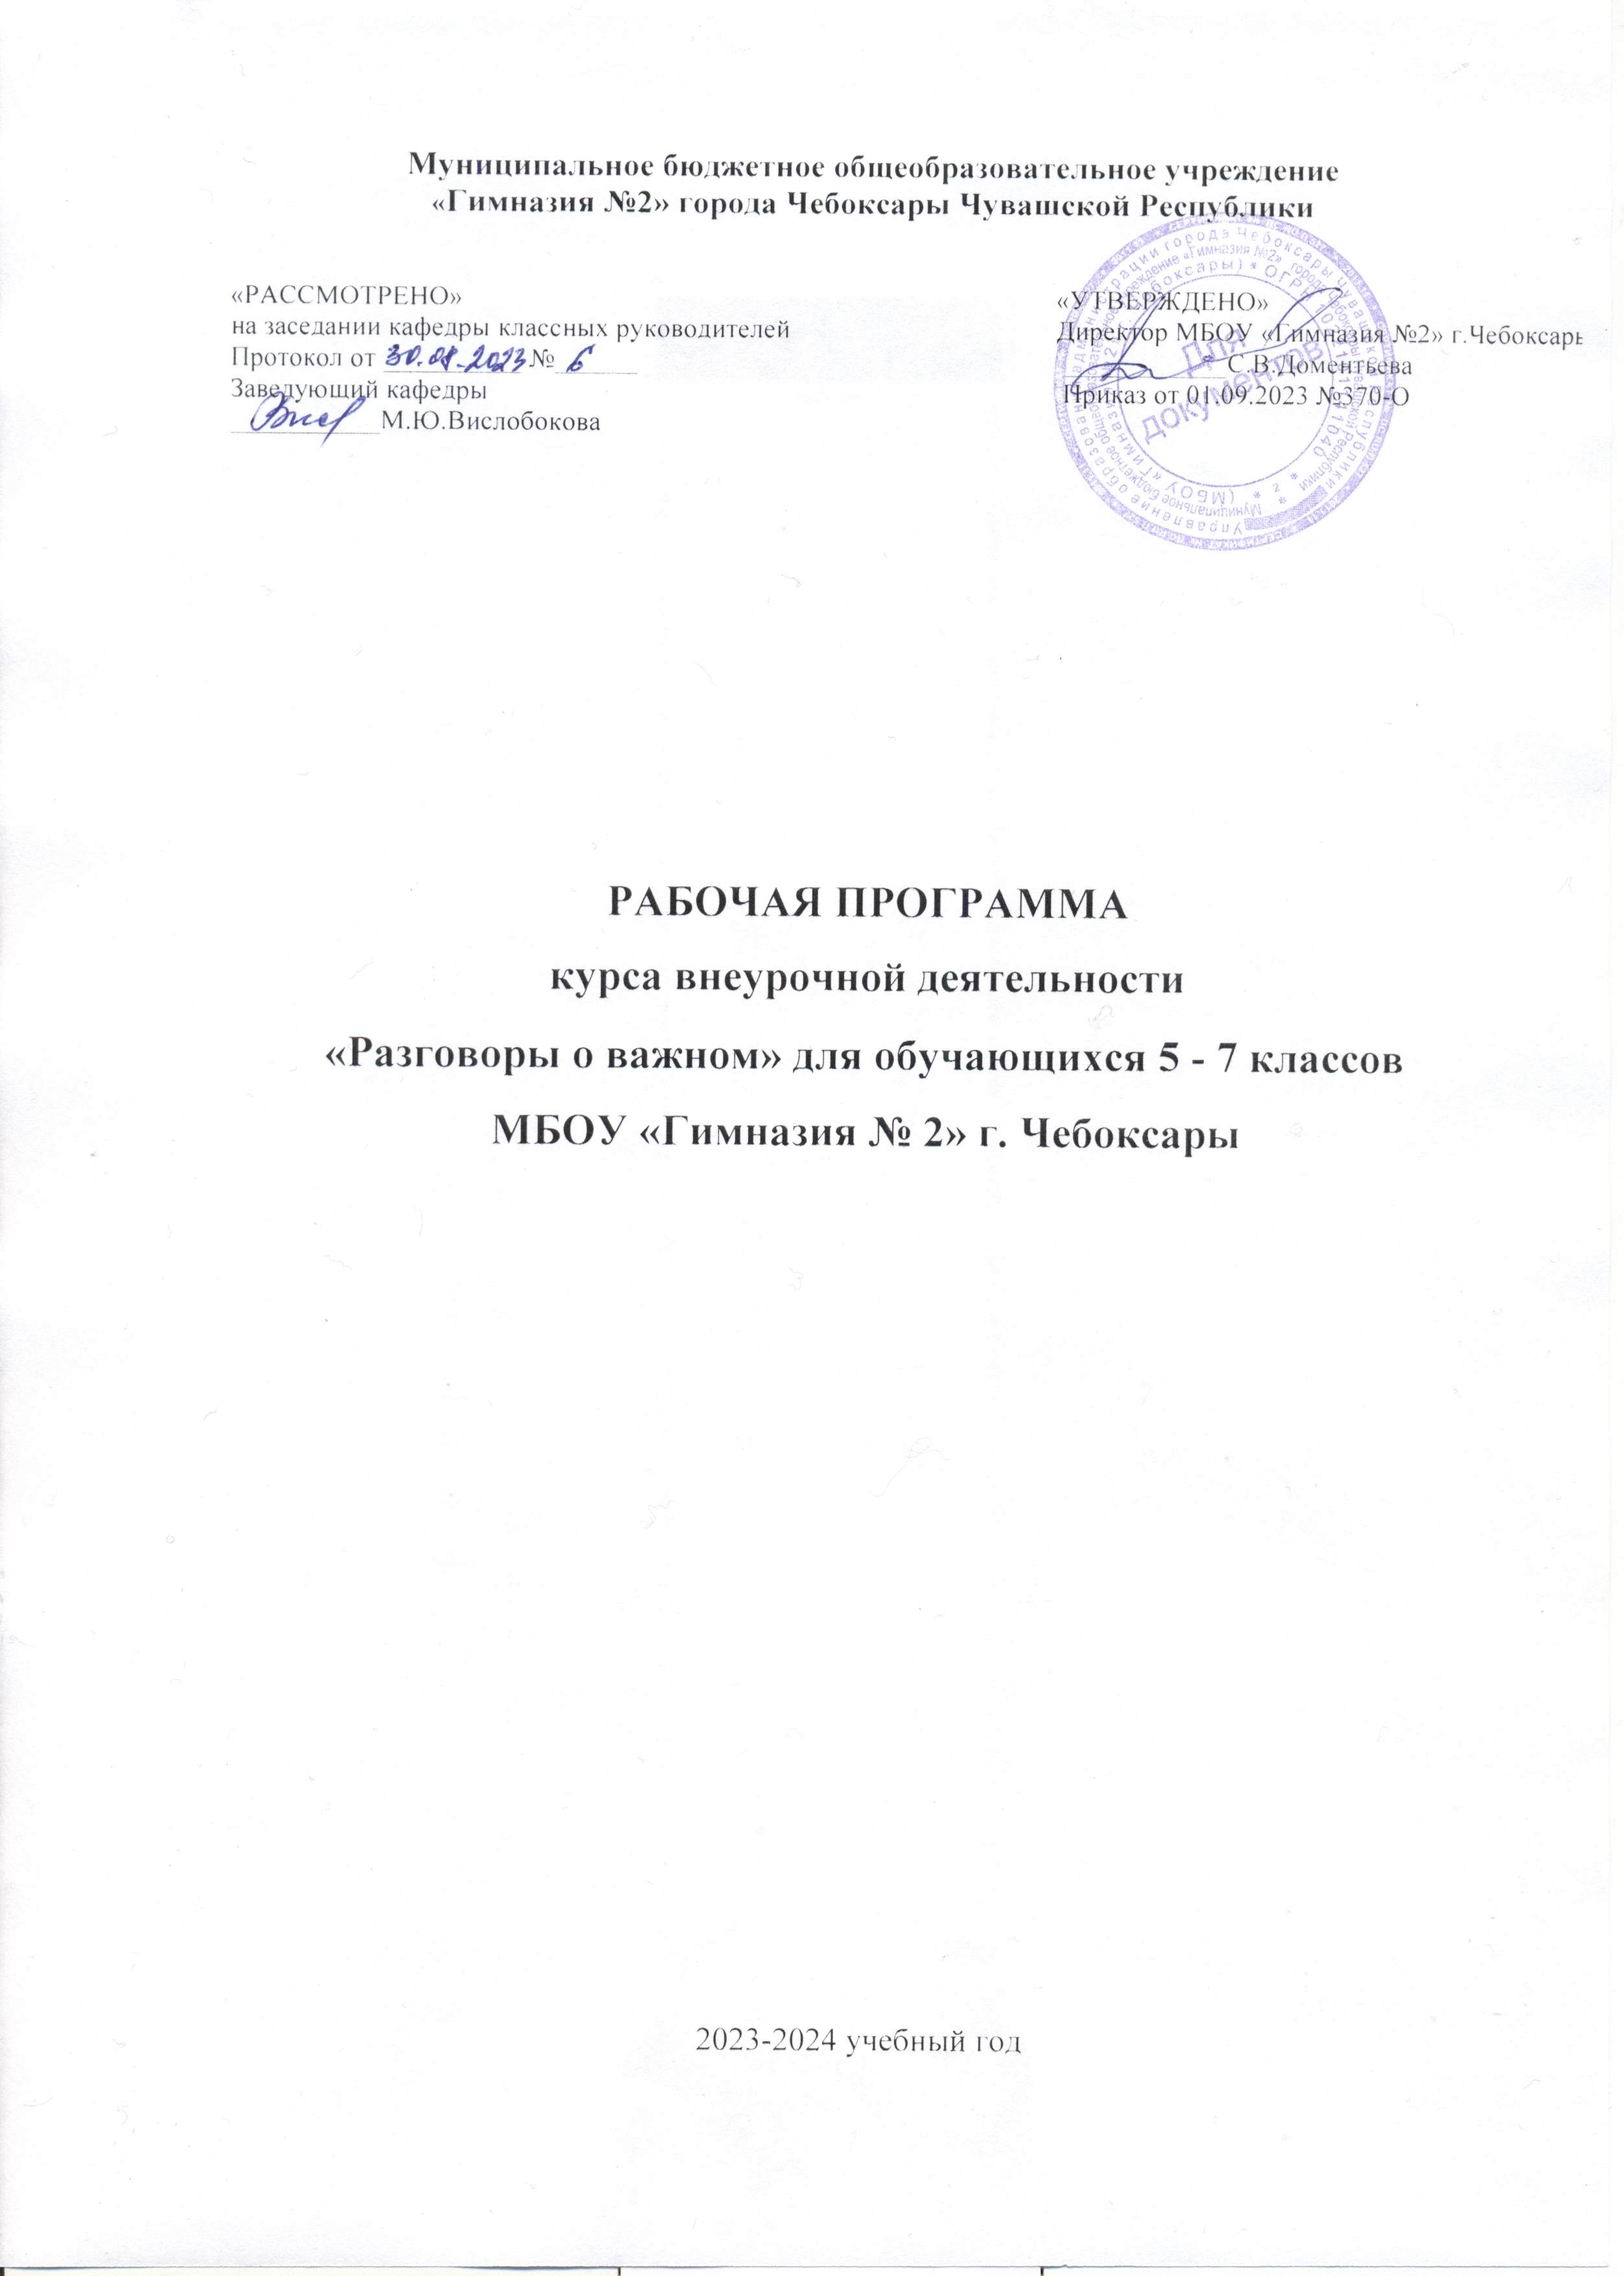 Муниципальное бюджетное общеобразовательное учреждение
«Гимназия №2» города Чебоксары Чувашской Республики
«РАССМОТРЕНО»
на заседании кафедры классных руководителей
Протокол от 30.08.2023 № 6
Заведующий кафедры
М.Ю.Вислобокова
«УТВЕРЖДЕНО»
Директор МБОУ «Гимназия №2» г.Чебоксары
С.В.Доментьева
Приказ от 01.09.2023 №370-О
Для
документов
РАБОЧАЯ ПРОГРАММА
курса внеурочной деятельности
«Разговоры о важном» для обучающихся 5 - 7 классов
МБОУ «Гимназия № 2» г. Чебоксары
2023-2024 учебный год